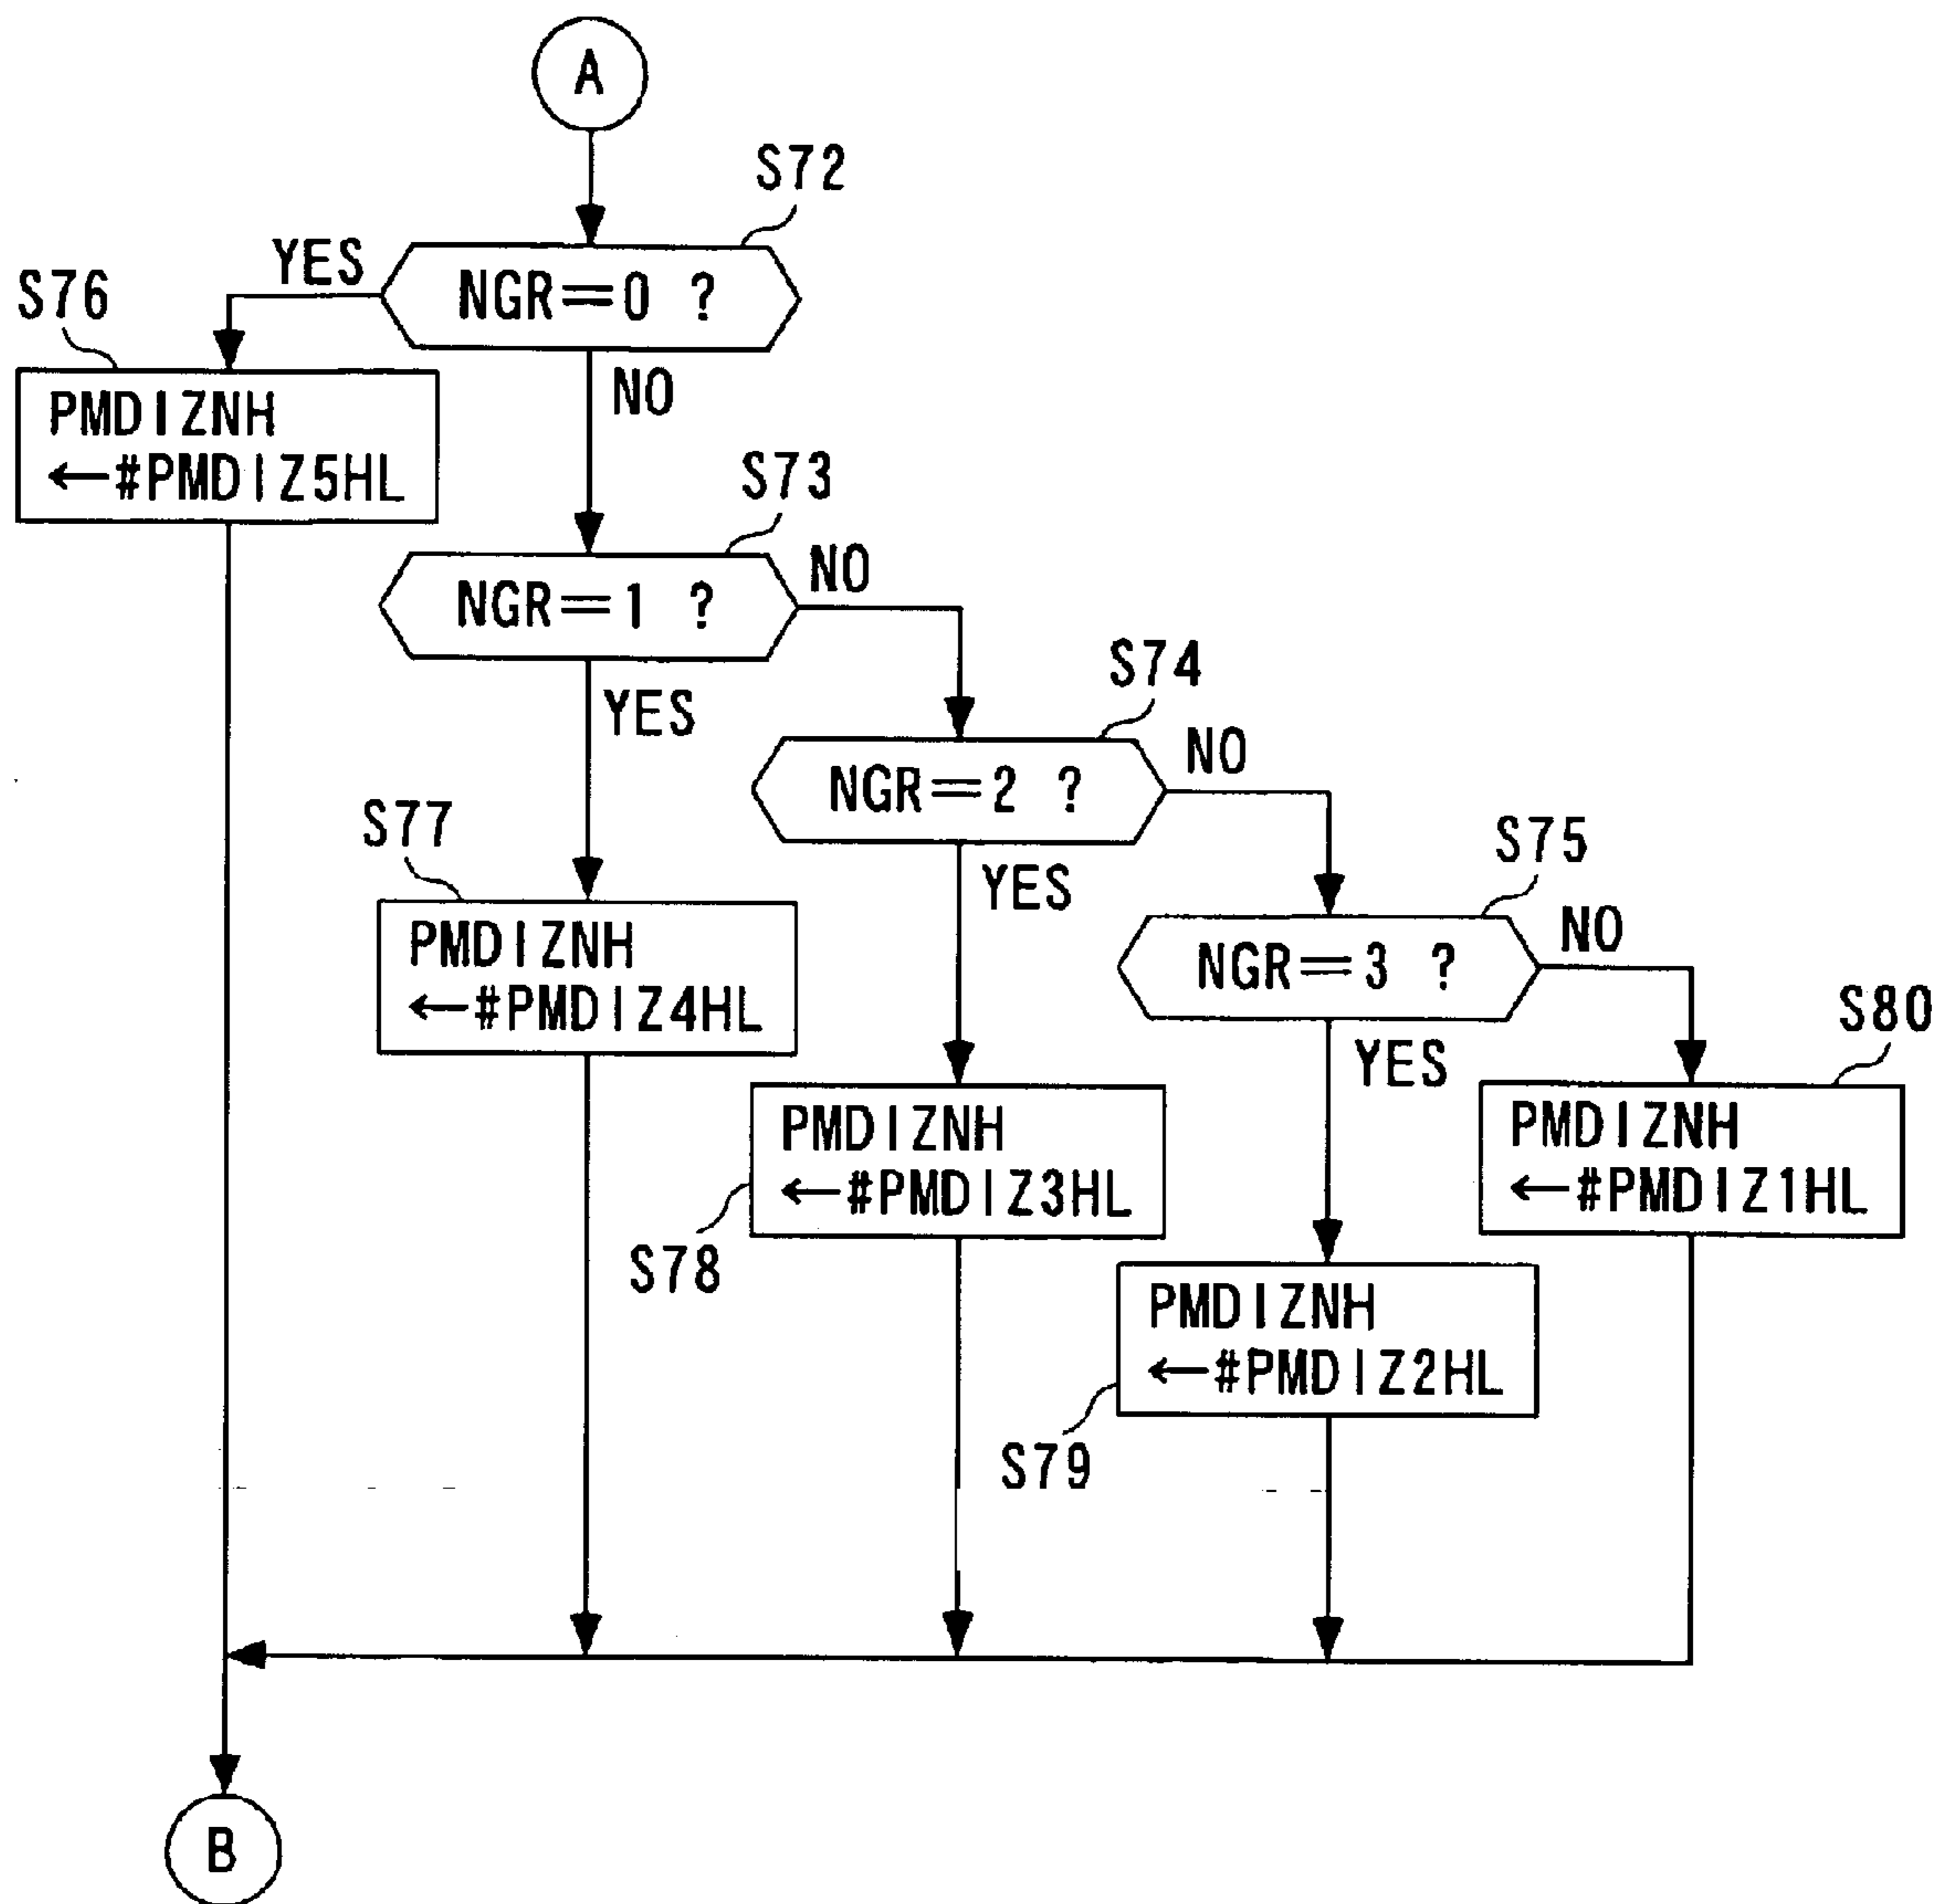 A
S72
YES
NGR=0 ?
S76
NO
PMDIZNH
←#PMDIZ5HL
S73
NO
NGR=1 ?
YES
S74
NO
NGR=2 ?
S77
YES
S75
NO
PMDIZNH
←#PMDIZ4HL
NGR=3 ?
YES
S80
PMDIZNH
←#PMDIZ3HL
S78
PMDIZNH
←#PMDIZ1HL
PMDIZNH
←#PMDIZ2HL
S79
B